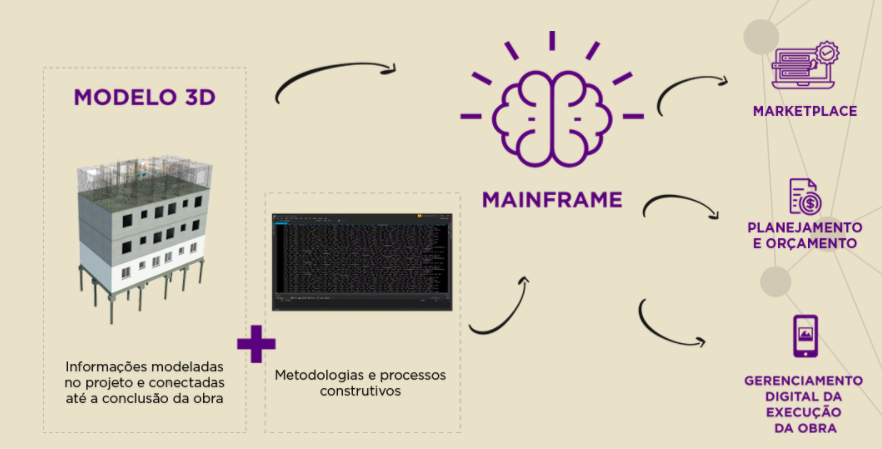 MODELO 3D
Informações modeladas
no projeto e conectadas
até a conclusão da obra
Metodologias e processos
construtivos
MAINFRAME
MARKETPLACE
PLANEJAMENTO
E ORÇAMENTO
GERENCIAMENTO
DIGITAL DA
EXECUÇÃO
DA OBRA